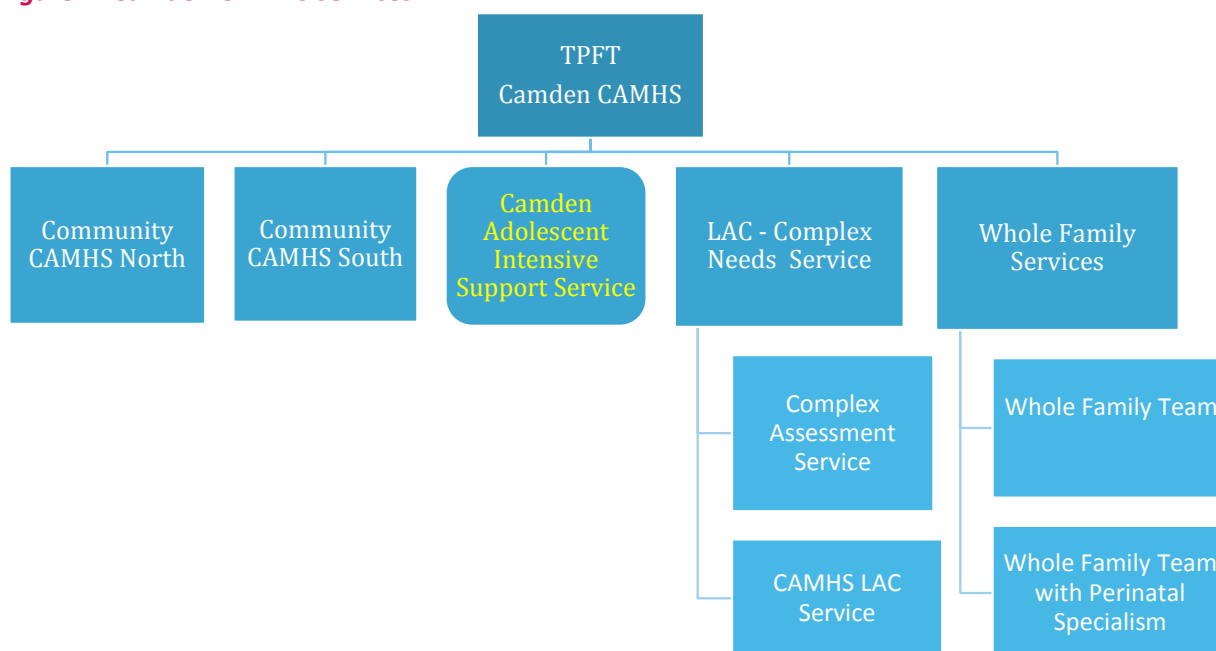 TPFT
Camden CAMHS
Community
CAMHS North
Community
CAMHS South
Camden
Adolescent
Intensive
Support Service
LAC - Complex
Needs Service
Whole Family
Services
Complex
Assessment
Service
Whole Family Team
CAMHS LAC
Service
Whole Family Team
with Perinatal
Specialism